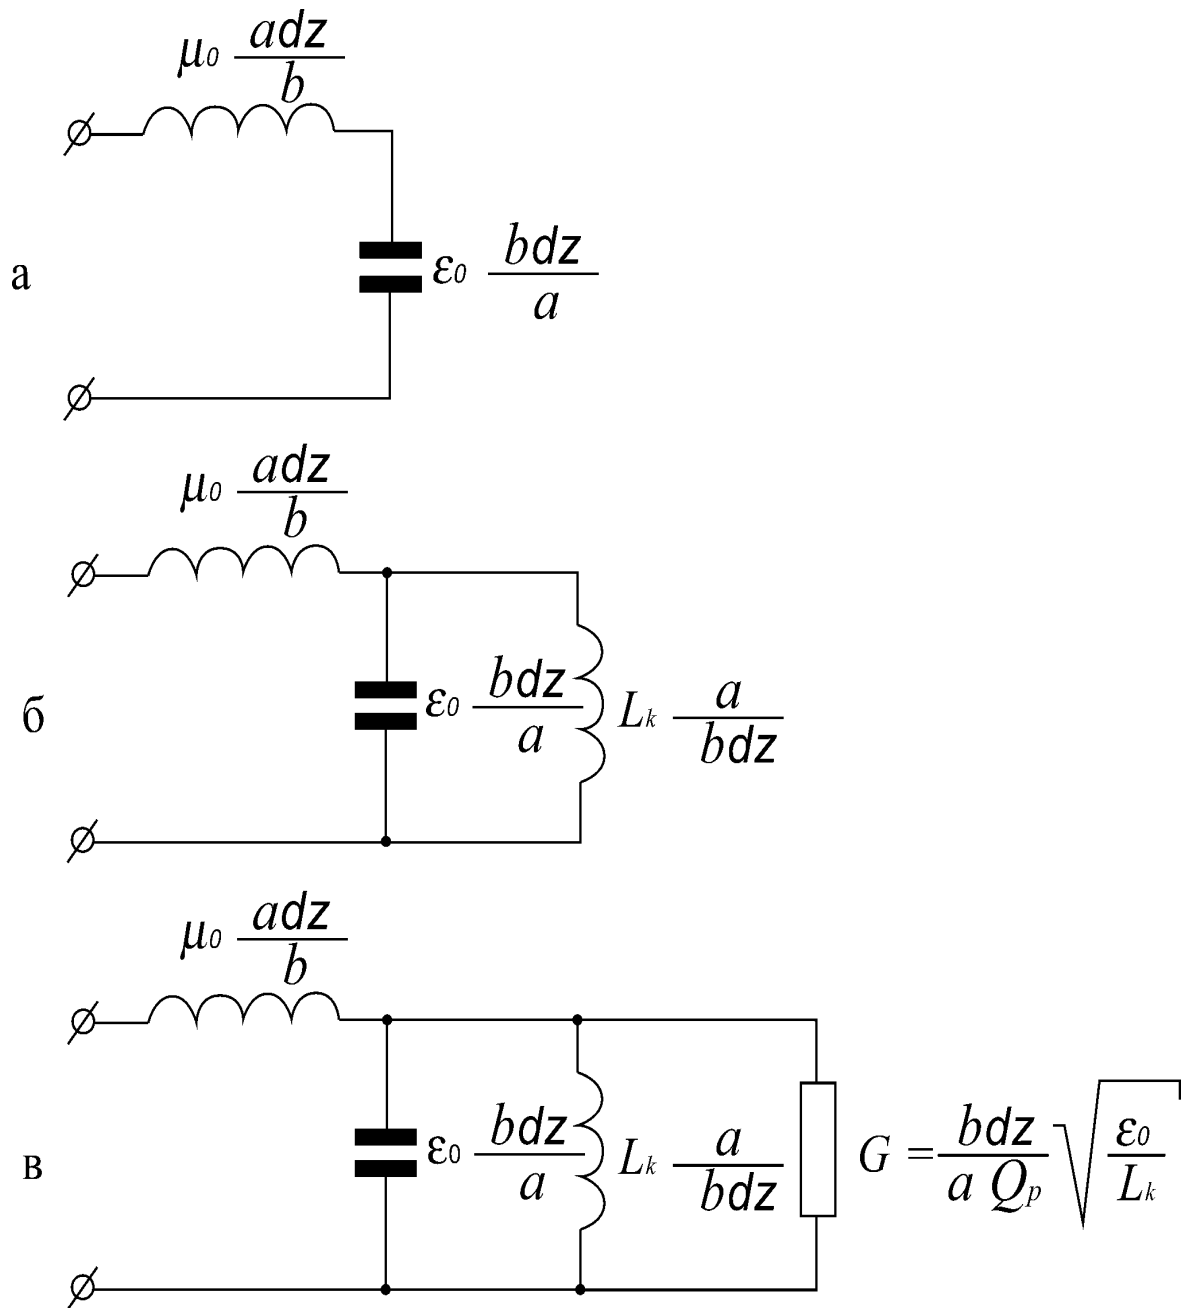 μ₀ adz/b
а
ε₀ bdz/a
μ₀ adz/b
б
ε₀ bdz/a Lₖ a/bdz
μ₀ adz/b
в
ε₀ bdz/a Lₖ a/bdz G = bdz/(a Qₚ) √(ε₀/Lₖ)